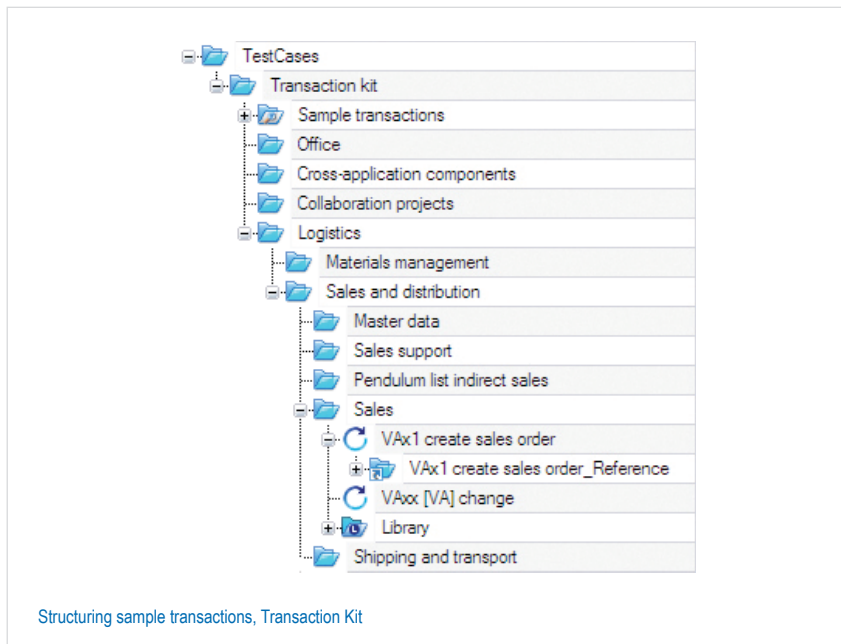 TestCases
Transaction kit
Sample transactions
Office
Cross-application components
Collaboration projects
Logistics
Materials management
Sales and distribution
Master data
Sales support
Pendulum list indirect sales
Sales
VAx1 create sales order
VAx1 create sales order_Reference
VAxx [VA] change
Library
Shipping and transport
Structuring sample transactions, Transaction Kit